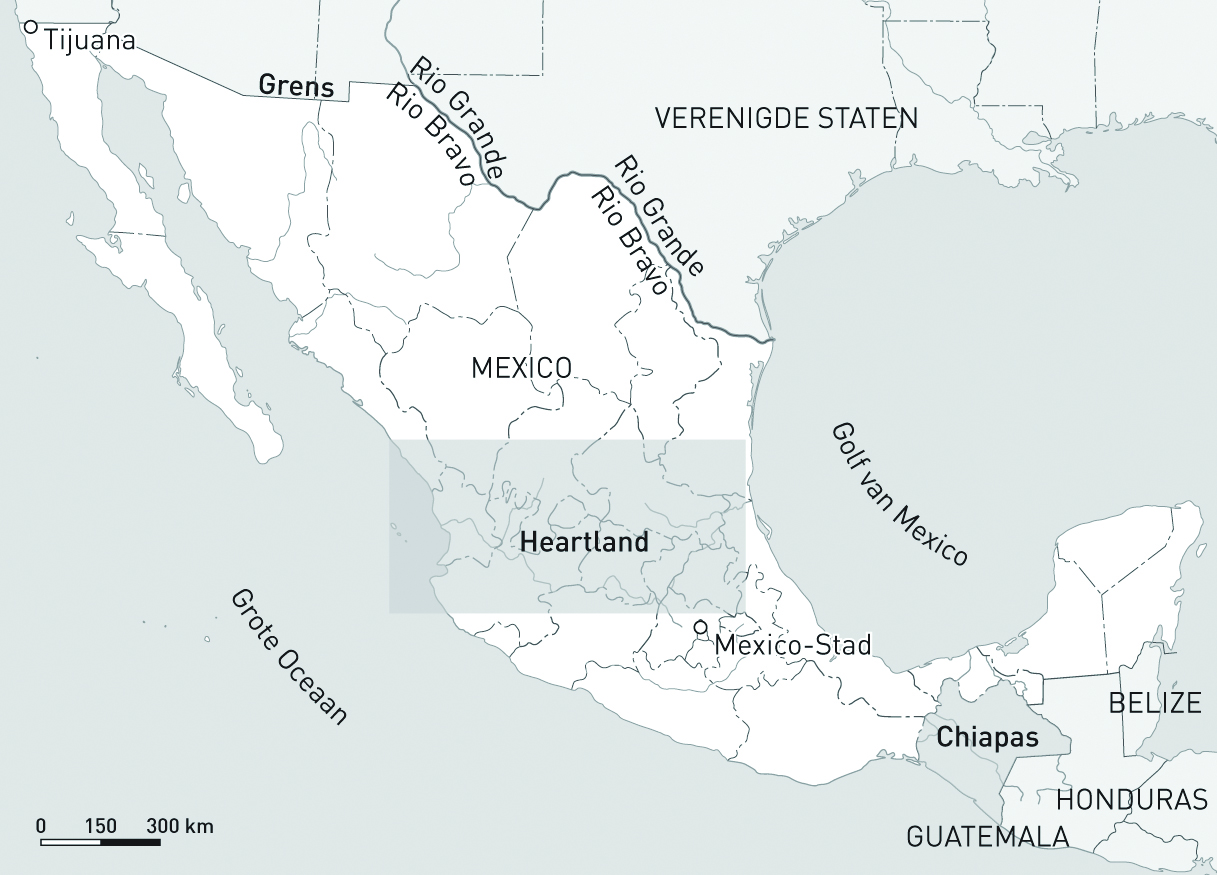 Tijuana
Grens
Rio Grande
Rio Bravo
VERENIGDE STATEN
Rio Grande
Rio Bravo
MEXICO
Golf van Mexico
Heartland
Grote Oceaan
Mexico-Stad
BELIZE
Chiapas
HONDURAS
GUATEMALA
0 150 300 km